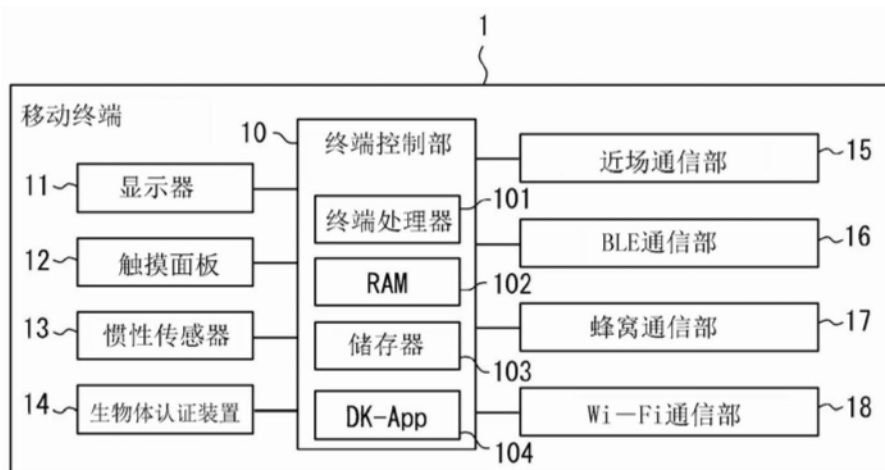 1
移动终端
10
终端控制部
近场通信部
15
11
显示器
101
终端处理器
BLE通信部
16
12
触摸面板
RAM
102
13
惯性传感器
储存器
103
蜂窝通信部
17
14
生物体认证装置
DK-App
104
Wi-Fi通信部
18